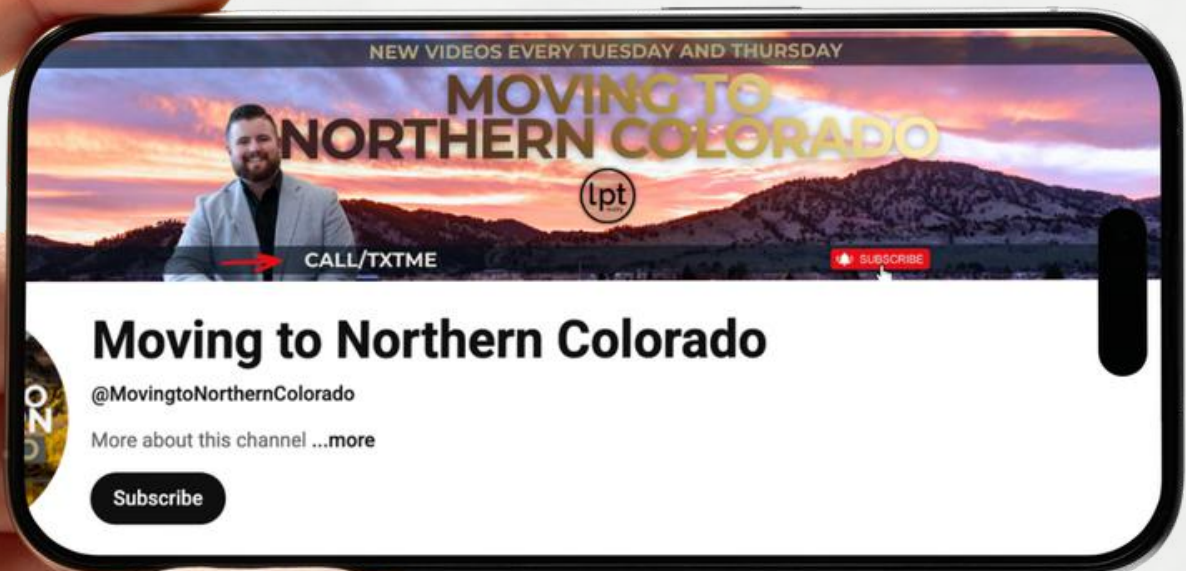 NEW VIDEOS EVERY TUESDAY AND THURSDAY
MOVING TO
NORTHERN COLORADO
lpt
CALL/TXTME
SUBSCRIBE
Moving to Northern Colorado
@MovingtoNorthernColorado
More about this channel ...more
Subscribe